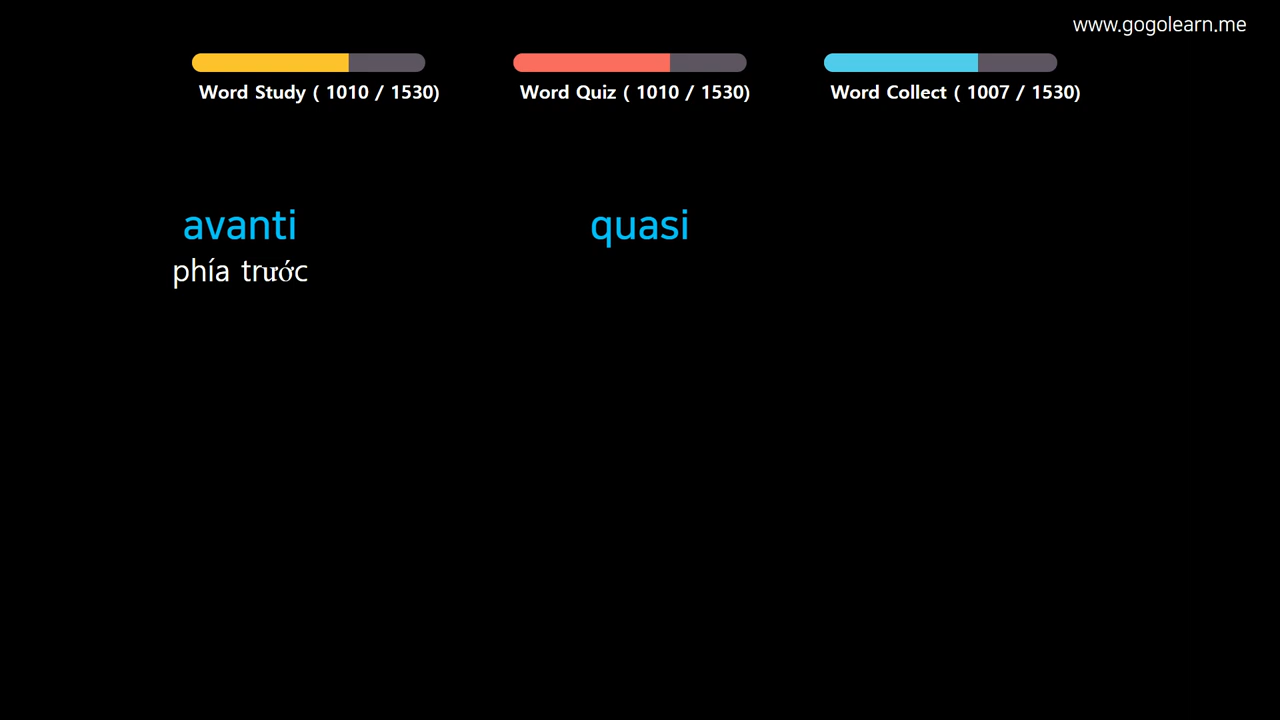 www.gogolearn.me
Word Study ( 1010 / 1530)
Word Quiz ( 1010 / 1530)
Word Collect ( 1007 / 1530)
avanti
phía trước
quasi